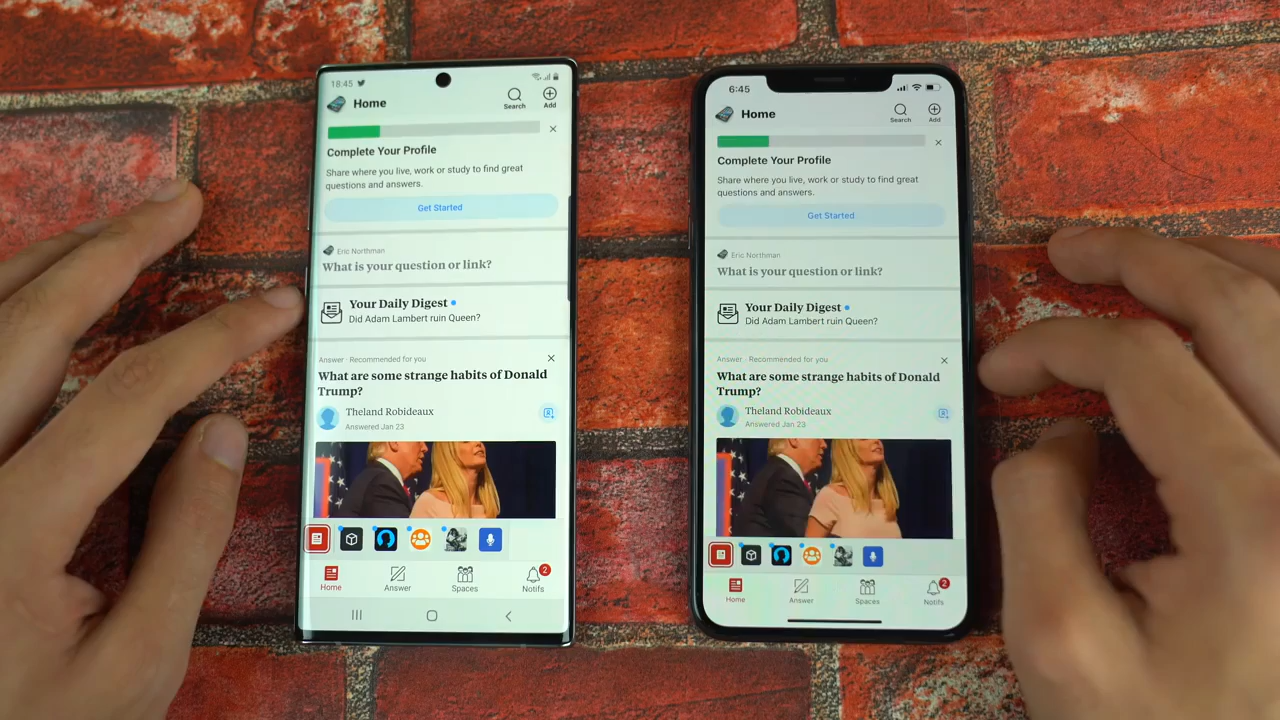 18:45
Home
Search
Add
Complete Your Profile
Share where you live, work or study to find great
questions and answers.
Get Started
Eric Northman
What is your question or link?
Your Daily Digest
Did Adam Lambert ruin Queen?
Answer · Recommended for you
What are some strange habits of Donald
Trump?
Theland Robideaux
Answered Jan 23
Home
Answer
Spaces
Notifs
2
6:45
Home
Search
Add
Complete Your Profile
Share where you live, work or study to find great
questions and answers.
Get Started
Eric Northman
What is your question or link?
Your Daily Digest
Did Adam Lambert ruin Queen?
Answer · Recommended for you
What are some strange habits of Donald
Trump?
Theland Robideaux
Answered Jan 23
Home
Answer
Spaces
Notifs
2